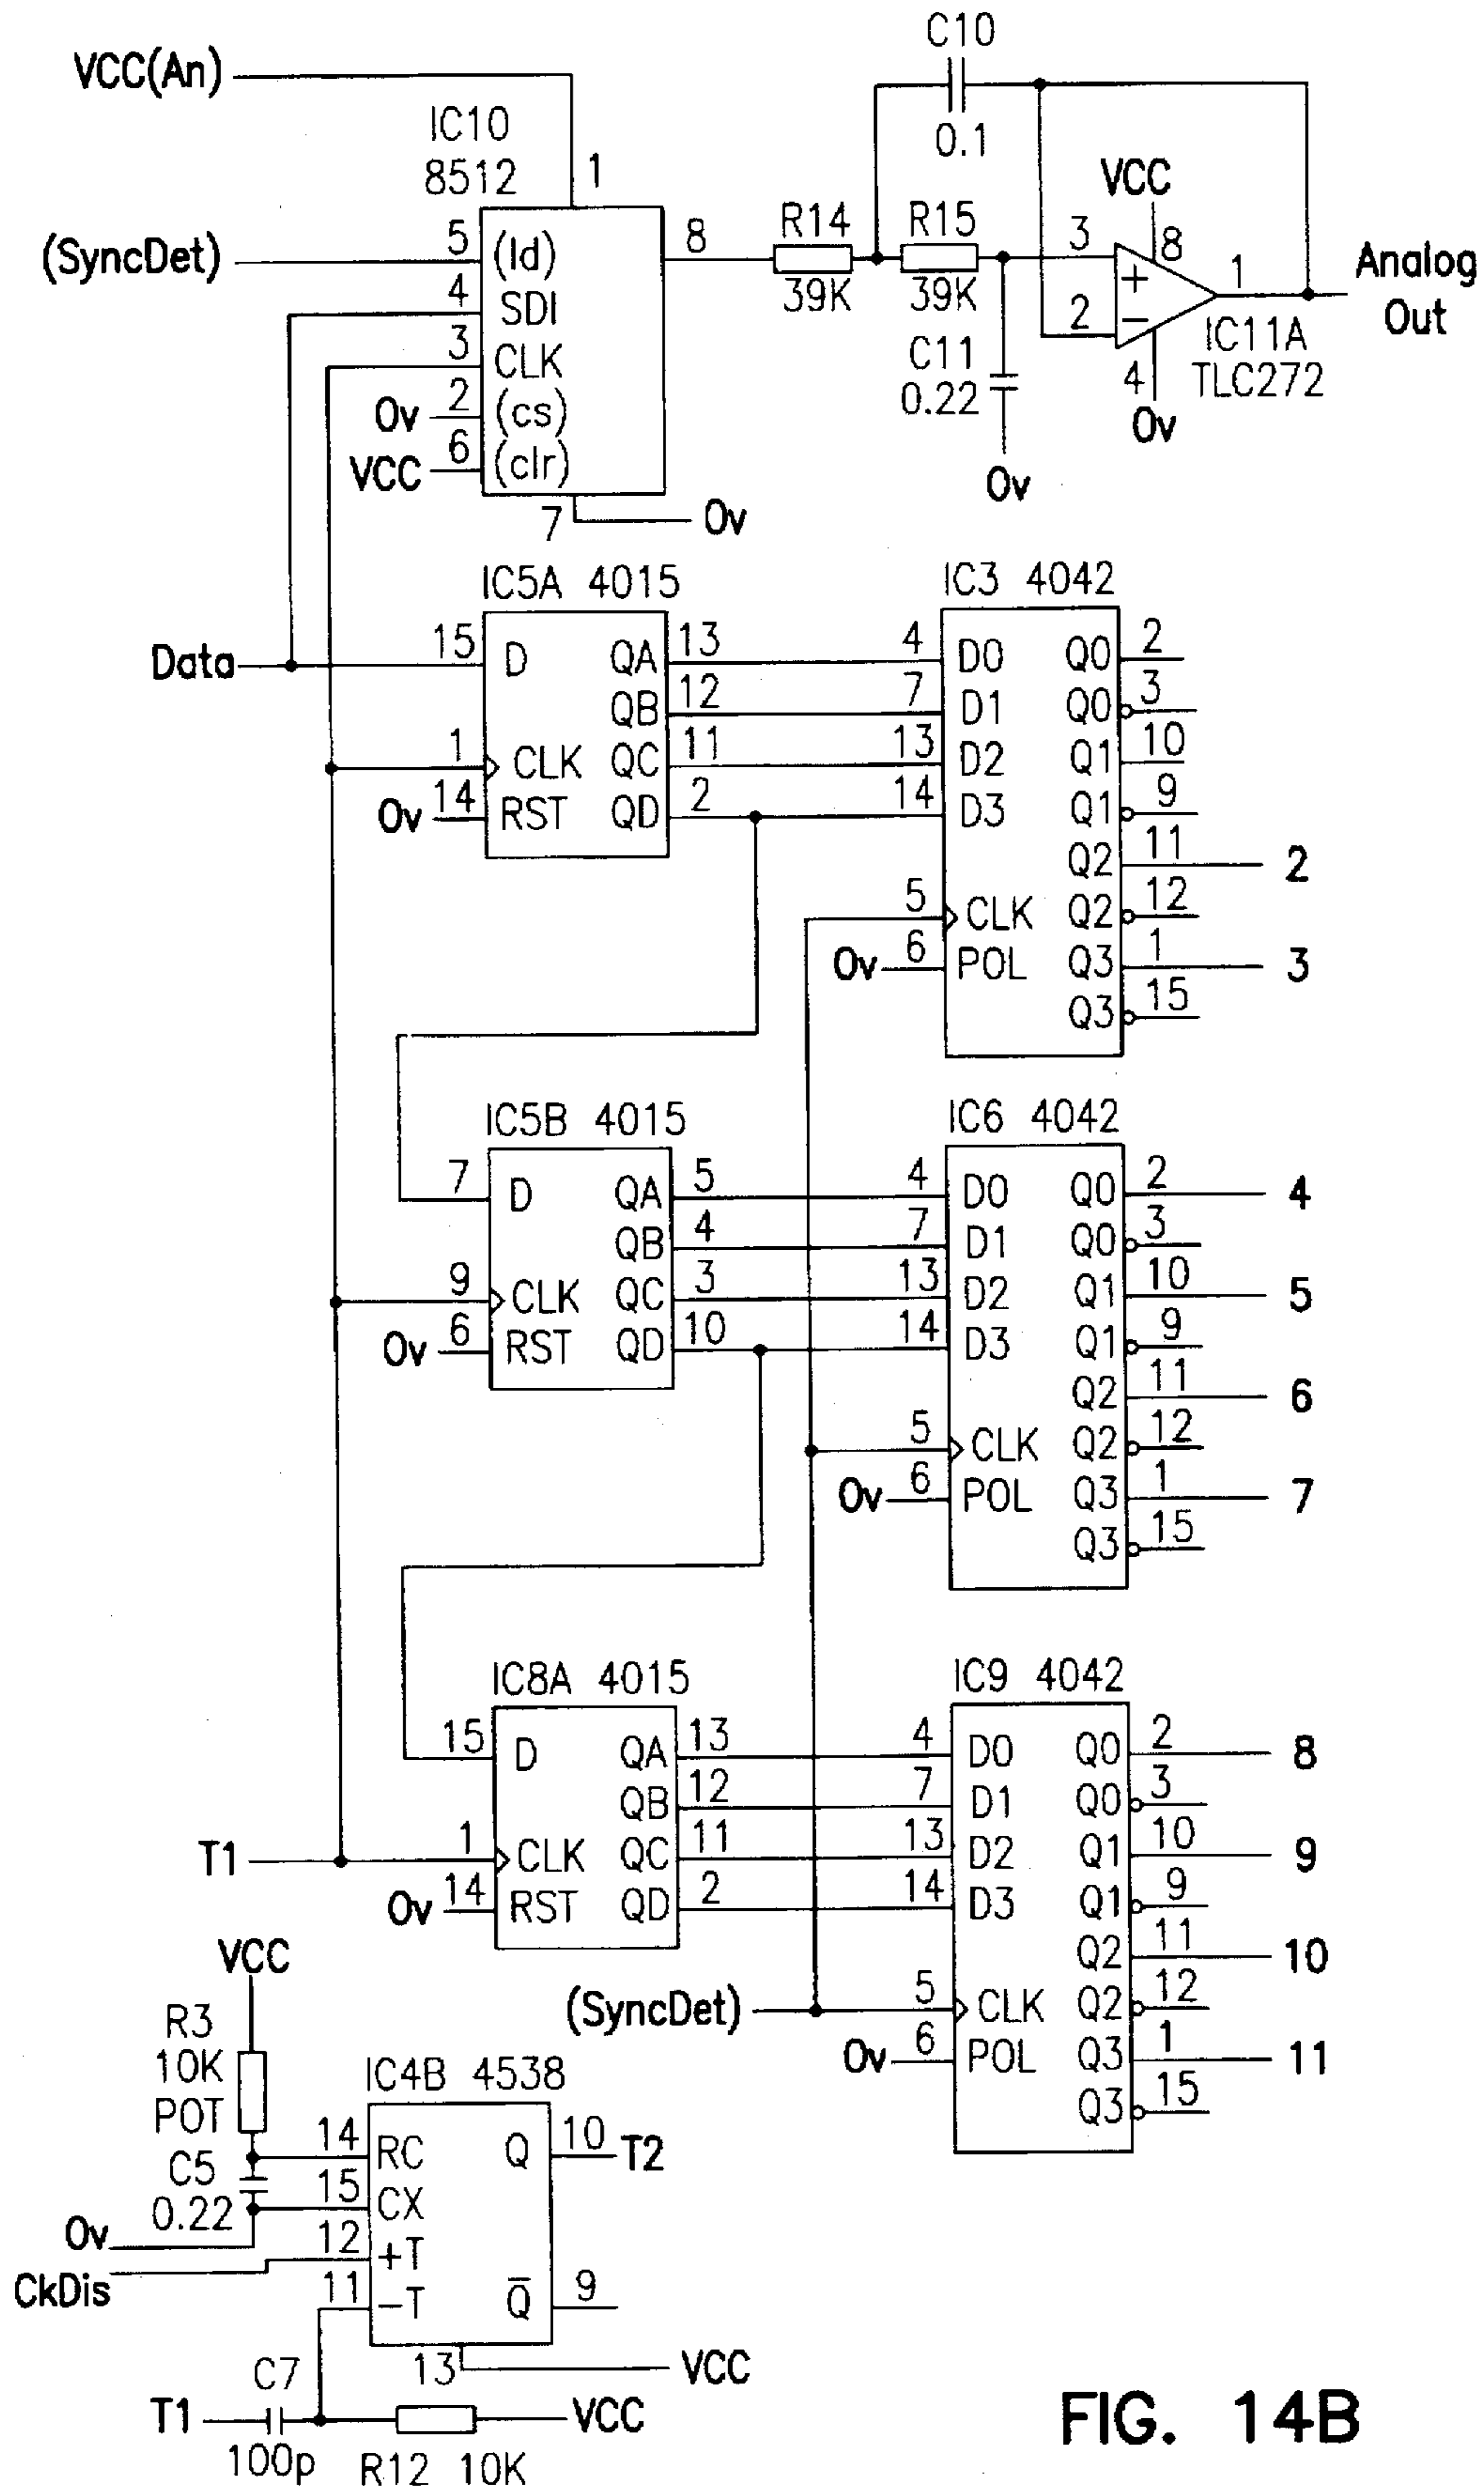 VCC(An)
IC10
8512
1
(SyncDet)
5
(ld)
4
SDI
3
CLK
Ov
2
(cs)
VCC
6
(clr)
7
Ov
8
R14
39K
R15
39K
C10
0.1
C11
0.22
Ov
VCC
8
3
+
2
−
1
4
Ov
IC11A
TLC272
Analog
Out
Data
IC5A 4015
15
D
QA
13
QB
12
1
CLK
QC
11
Ov
14
RST
QD
2
IC3 4042
4
D0
Q0
2
7
D1
Q0
3
13
D2
Q1
10
14
D3
Q1
9
Q2
11
2
5
CLK
Q2
12
Ov
6
POL
Q3
1
3
Q3
15
IC5B 4015
7
D
QA
5
QB
4
9
CLK
QC
3
Ov
6
RST
QD
10
IC6 4042
4
D0
Q0
2
4
7
D1
Q0
3
13
D2
Q1
10
5
14
D3
Q1
9
Q2
11
6
5
CLK
Q2
12
Ov
6
POL
Q3
1
7
Q3
15
IC8A 4015
15
D
QA
13
QB
12
T1
1
CLK
QC
11
Ov
14
RST
QD
2
IC9 4042
4
D0
Q0
2
8
7
D1
Q0
3
13
D2
Q1
10
9
14
D3
Q1
9
Q2
11
10
(SyncDet)
5
CLK
Q2
12
Ov
6
POL
Q3
1
11
Q3
15
VCC
R3
10K
POT
C5
0.22
Ov
CkDis
IC4B 4538
14
RC
Q
10
T2
15
CX
12
+T
11
−T
Q̅
9
13
VCC
T1
C7
100p
R12 10K
VCC
FIG. 14B